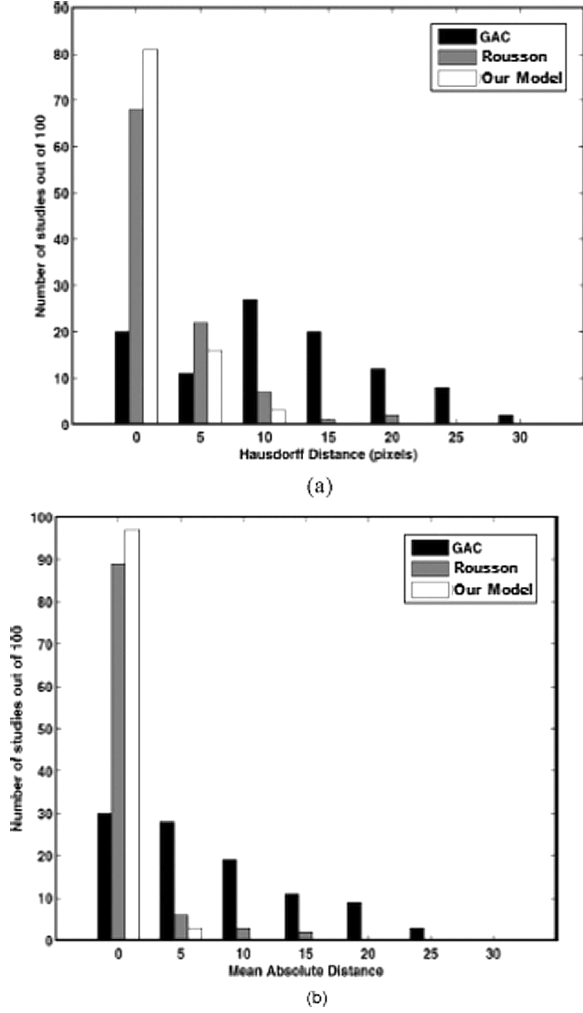 90
80
70
60
50
40
30
20
10
0
Number of studies out of 100
GAC
Rousson
Our Model
0 5 10 15 20 25 30
Hausdorff Distance (pixels)
(a)
100
90
80
70
60
50
40
30
20
10
0
Number of studies out of 100
GAC
Rousson
Our Model
0 5 10 15 20 25 30
Mean Absolute Distance
(b)